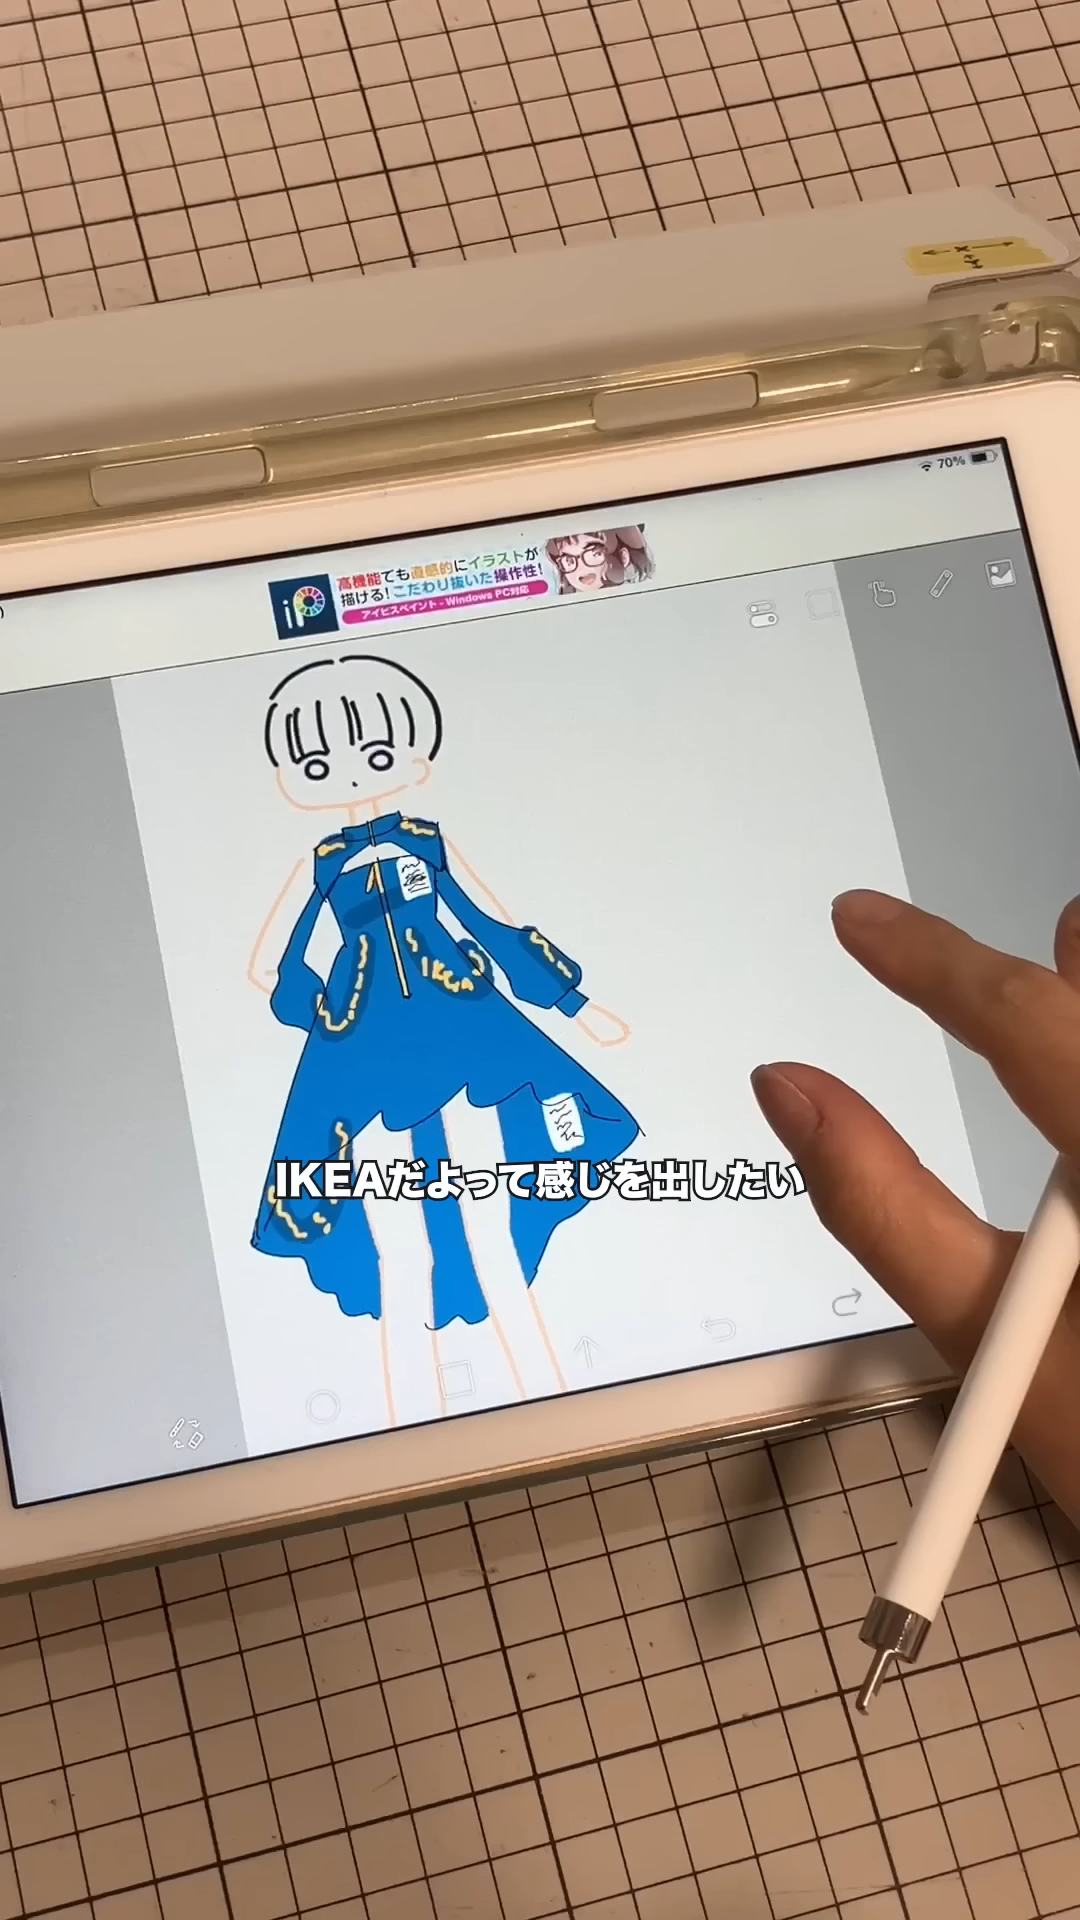 70%
iP
高機能でも直感的にイラストが
描ける!こだわり抜いた操作性!
アイビスペイント - Windows PC対応
IKEA
IKEAだよって感じを出したい